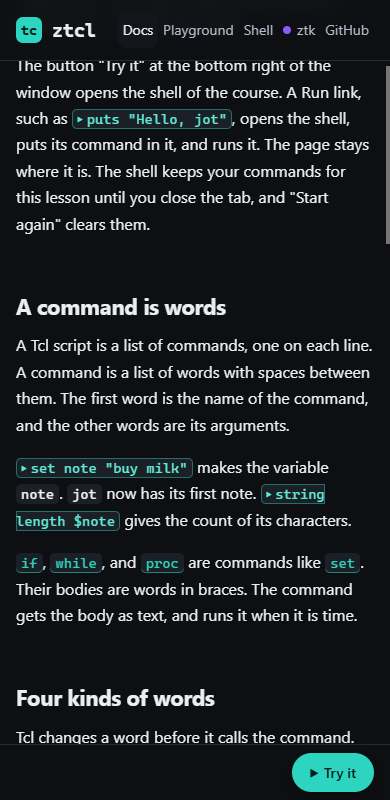 tc ztcl Docs Playground Shell ztk GitHub
The button "Try it" at the bottom right of the
window opens the shell of the course. A Run link,
such as ▸puts "Hello, jot", opens the shell,
puts its command in it, and runs it. The page stays
where it is. The shell keeps your commands for
this lesson until you close the tab, and "Start
again" clears them.
A command is words
A Tcl script is a list of commands, one on each line.
A command is a list of words with spaces between
them. The first word is the name of the command,
and the other words are its arguments.
▸set note "buy milk" makes the variable
note. jot now has its first note. ▸string
length $note gives the count of its characters.
if, while, and proc are commands like set.
Their bodies are words in braces. The command
gets the body as text, and runs it when it is time.
Four kinds of words
Tcl changes a word before it calls the command.
▶ Try it